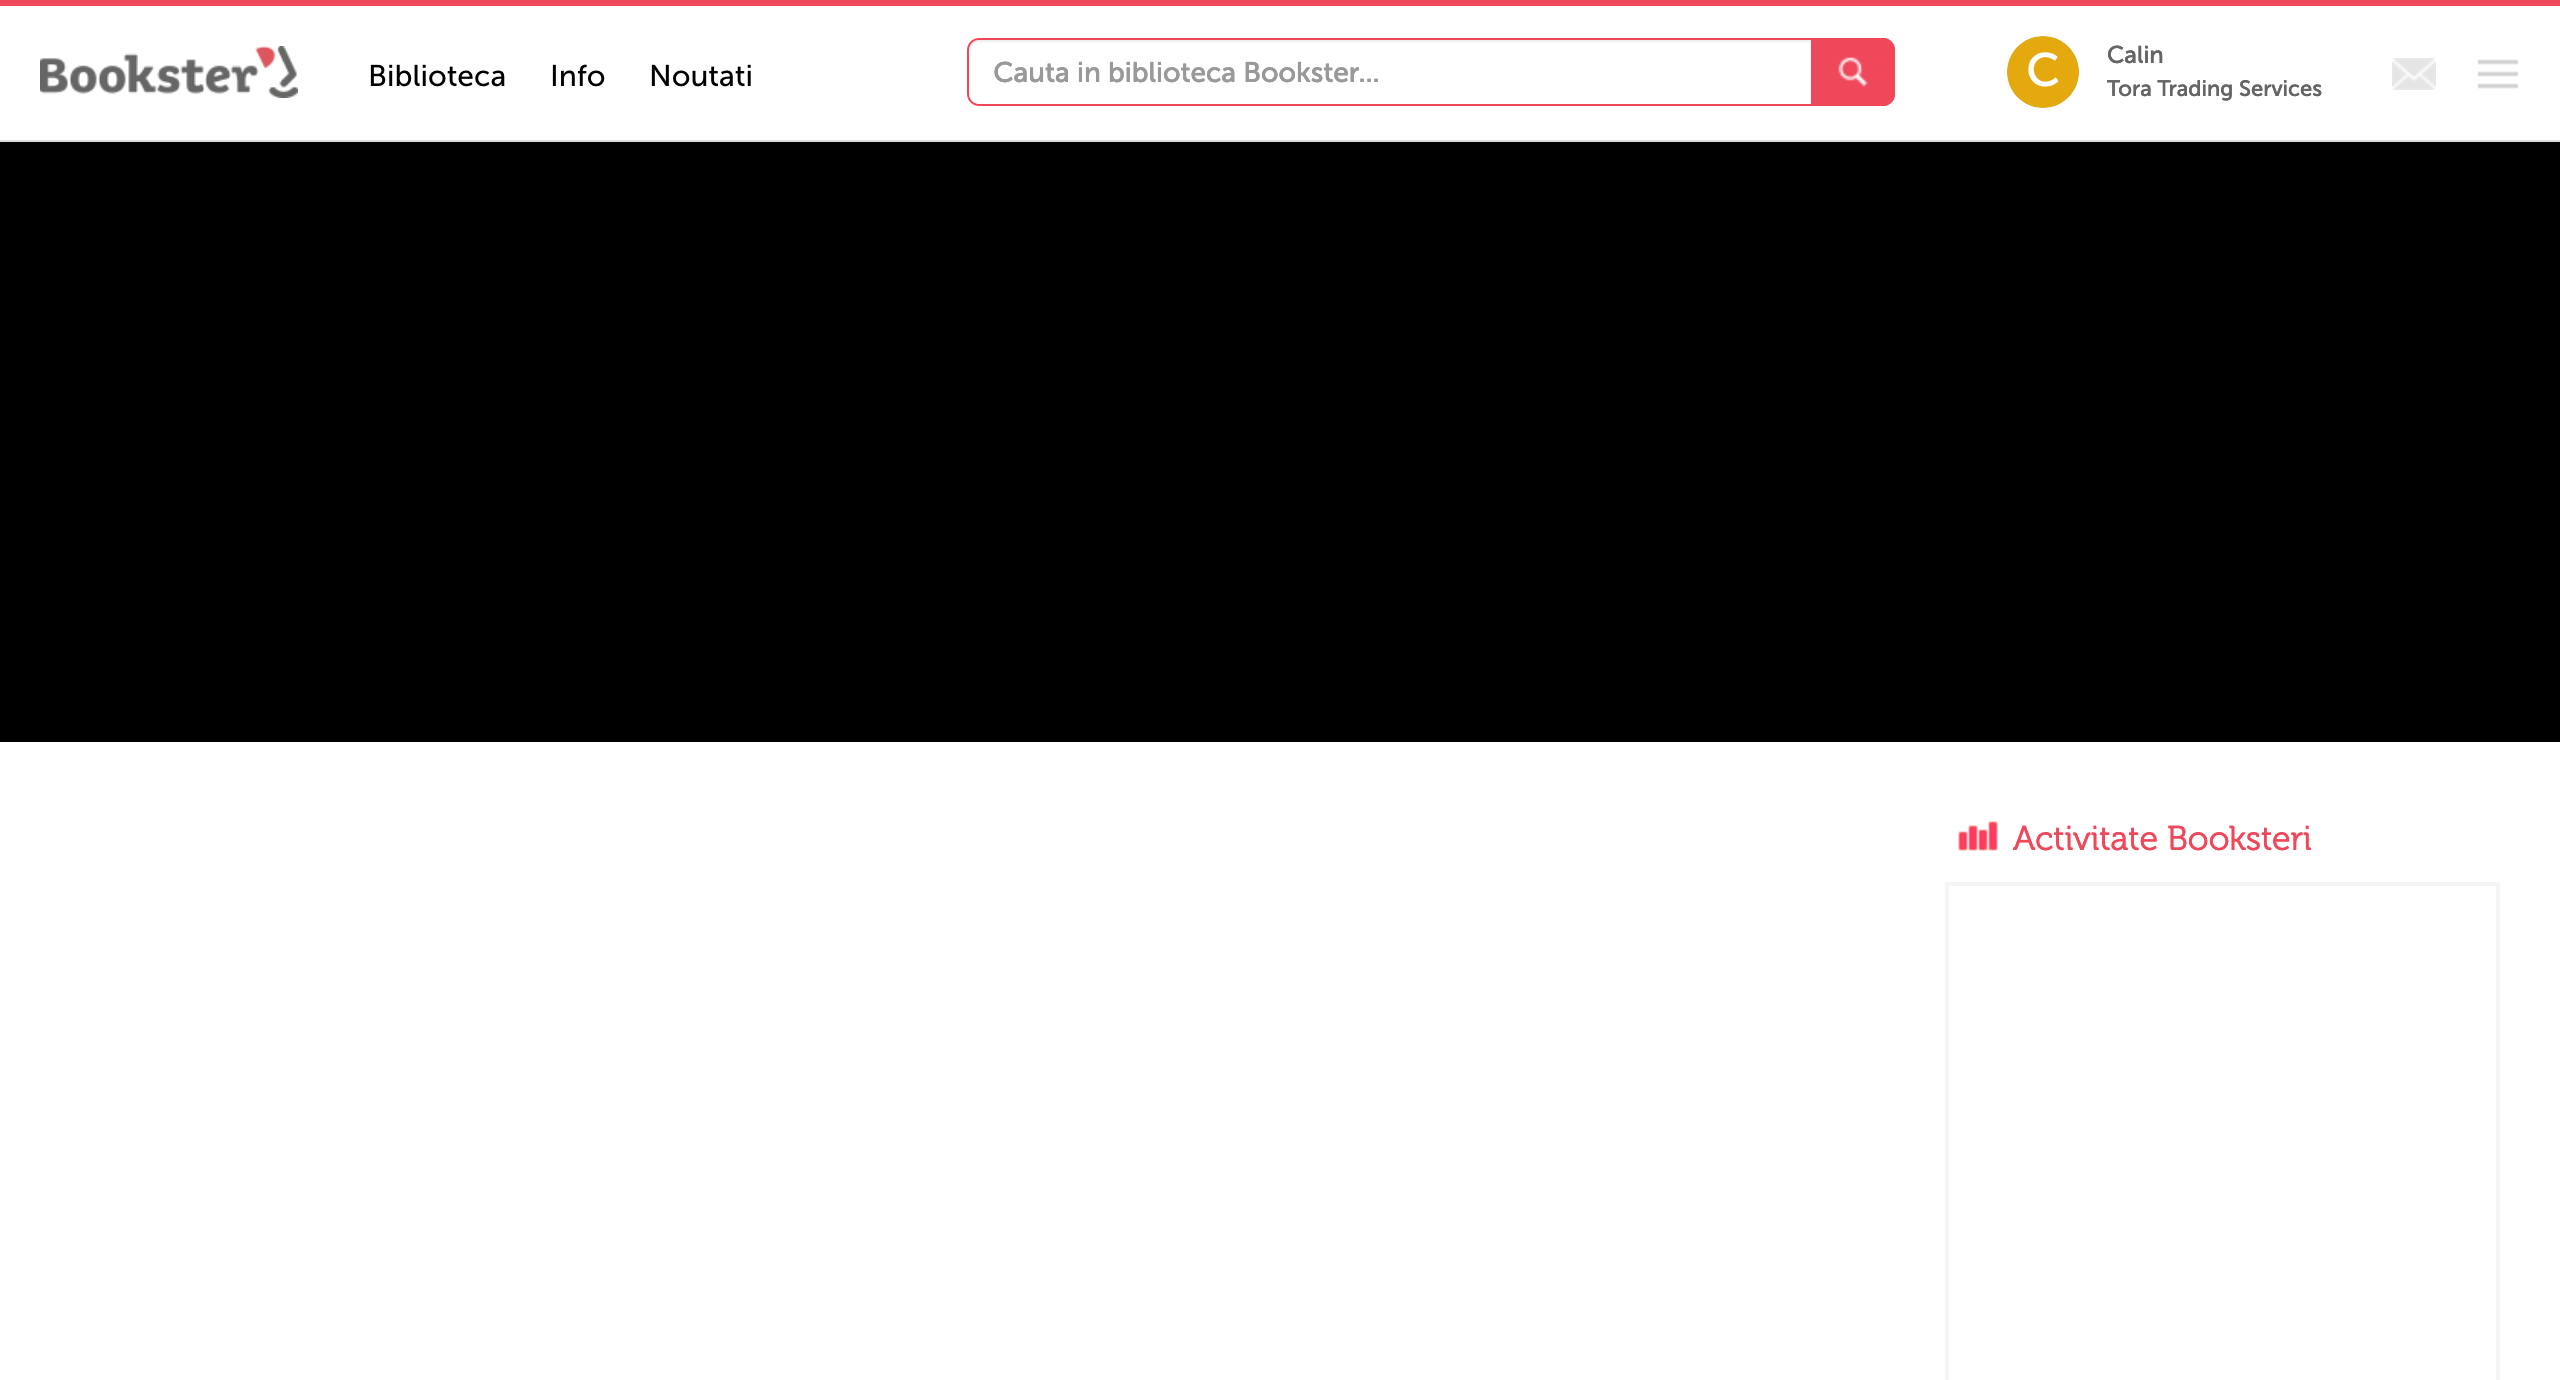 Bookster
Biblioteca
Info
Noutati
Cauta in biblioteca Bookster...
C
Calin
Tora Trading Services
Activitate Booksteri